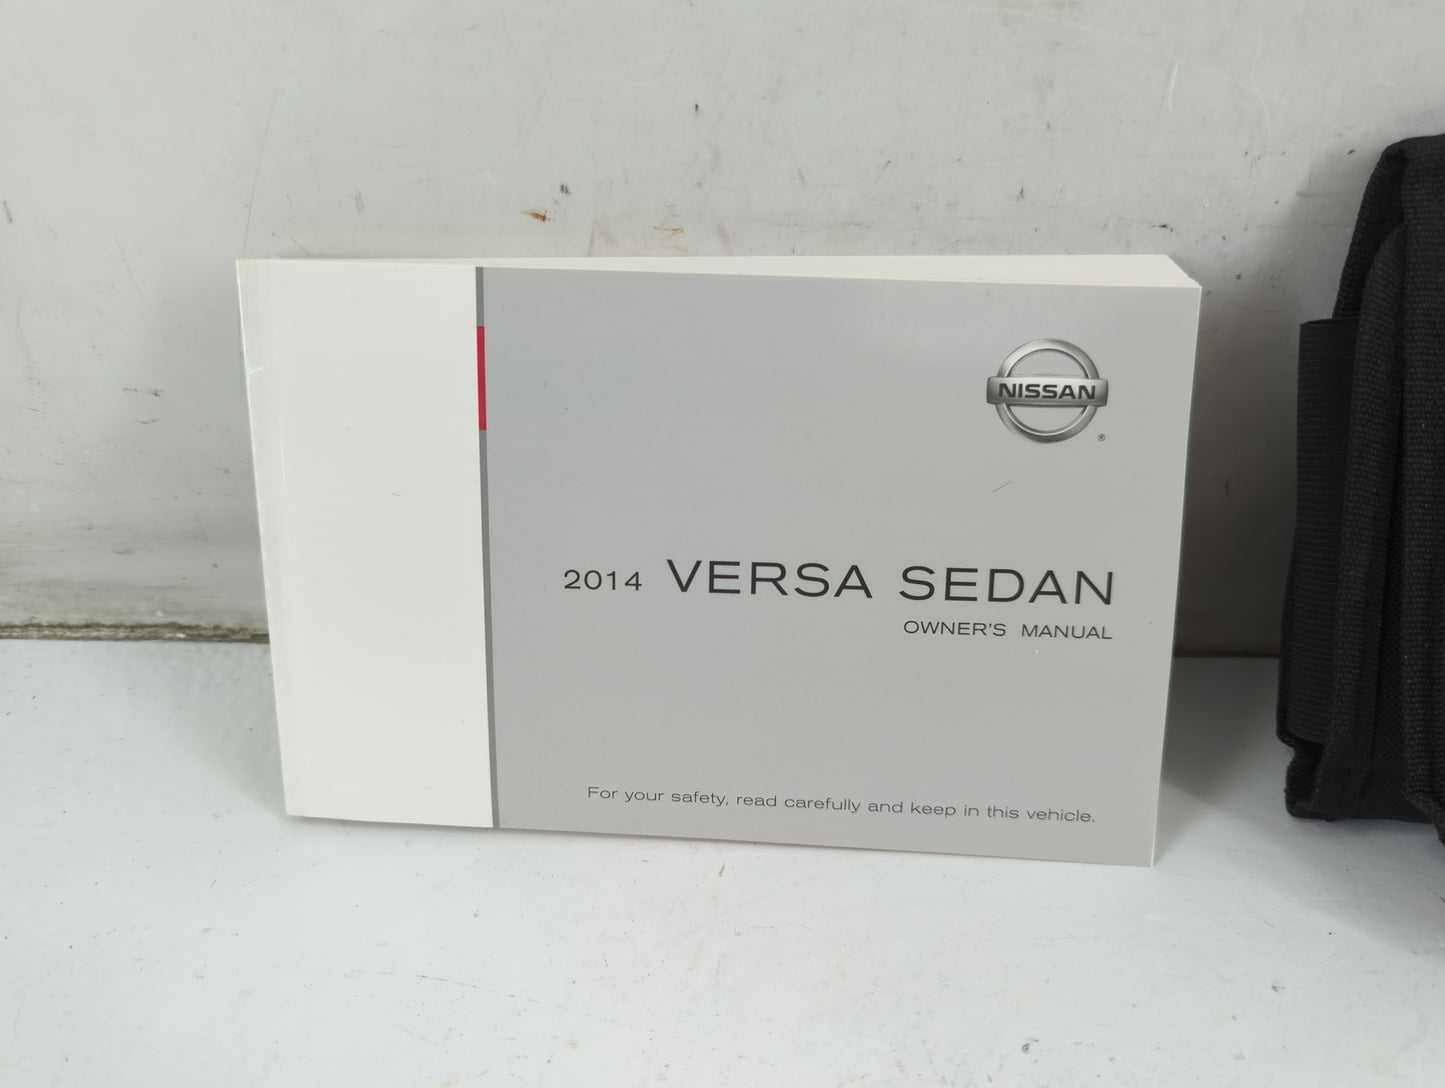 NISSAN
®
2014 VERSA SEDAN
OWNER'S MANUAL
For your safety, read carefully and keep in this vehicle.